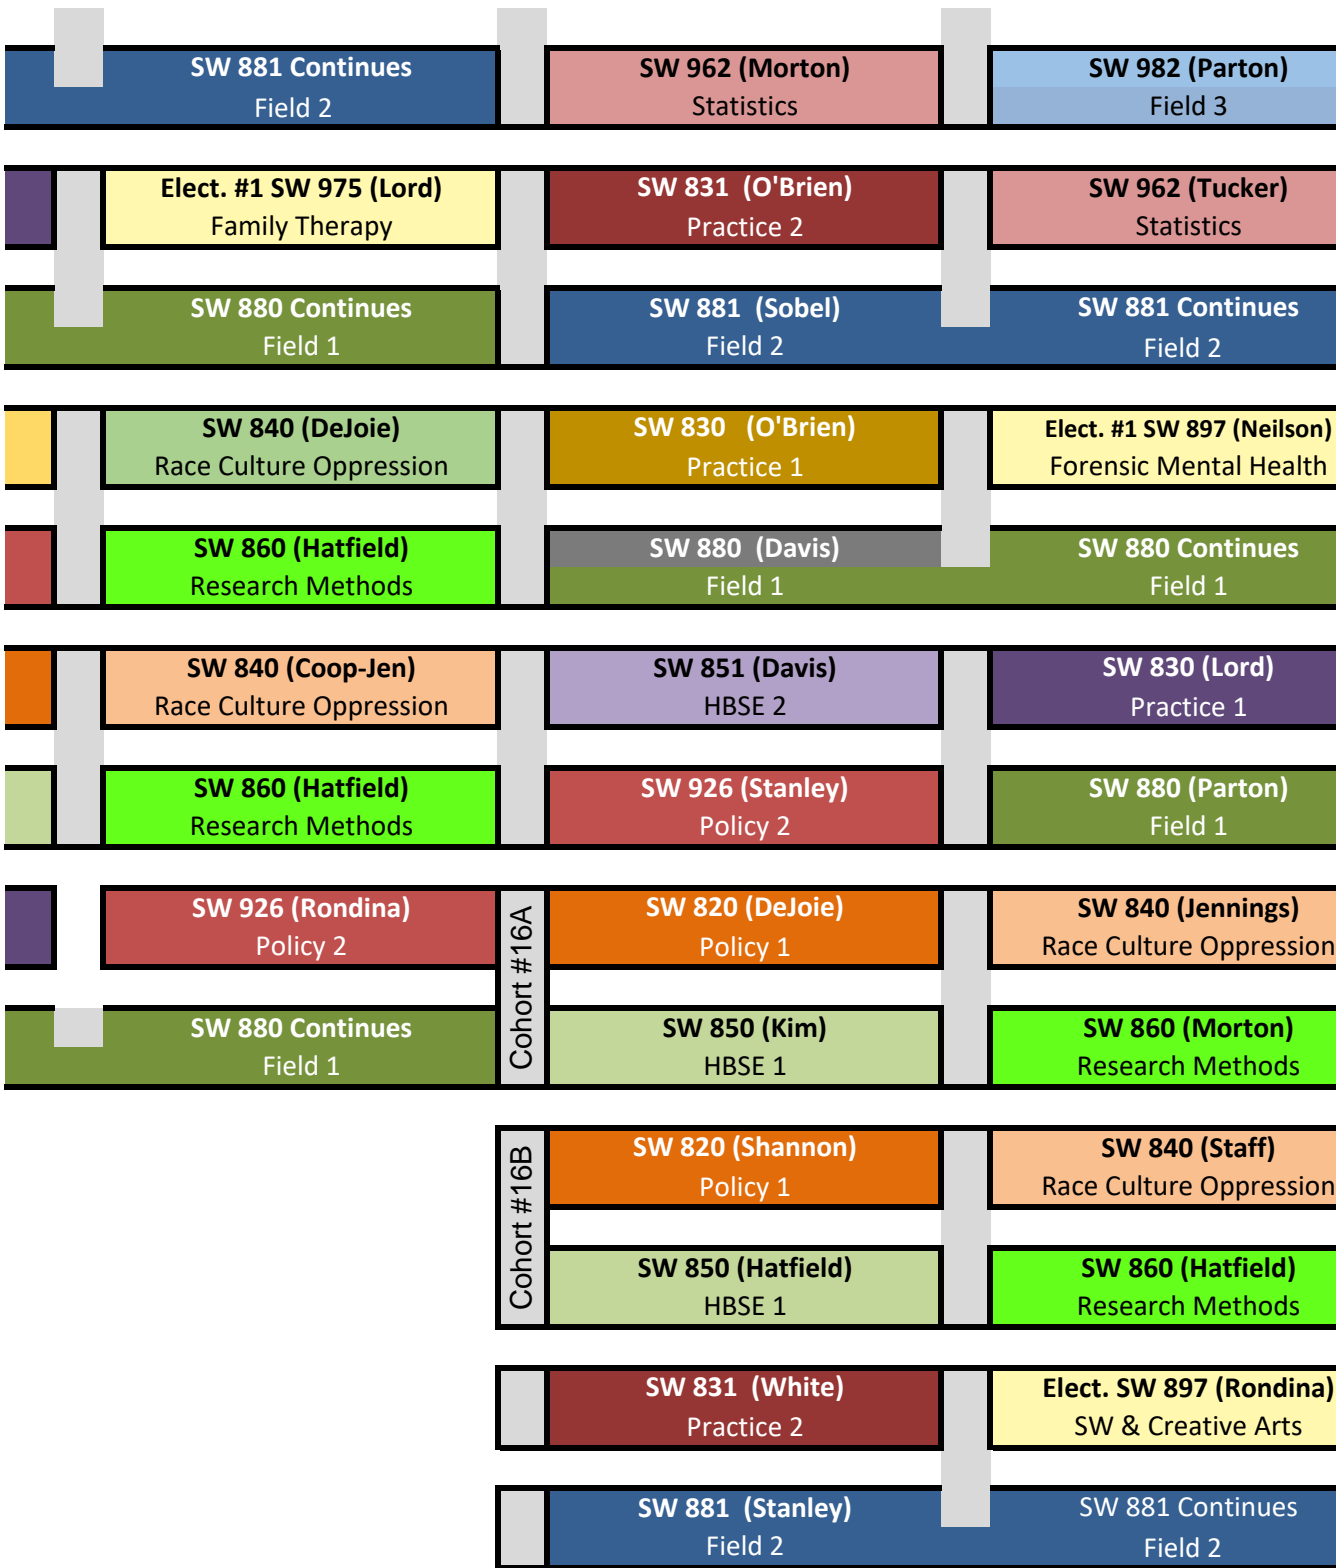 SW 881 Continues
Field 2
SW 962 (Morton)
Statistics
SW 982 (Parton)
Field 3
Elect. #1 SW 975 (Lord)
Family Therapy
SW 831 (O'Brien)
Practice 2
SW 962 (Tucker)
Statistics
SW 880 Continues
Field 1
SW 881 (Sobel)
Field 2
SW 881 Continues
Field 2
SW 840 (DeJoie)
Race Culture Oppression
SW 830 (O'Brien)
Practice 1
Elect. #1 SW 897 (Neilson)
Forensic Mental Health
SW 860 (Hatfield)
Research Methods
SW 880 (Davis)
Field 1
SW 880 Continues
Field 1
SW 840 (Coop-Jen)
Race Culture Oppression
SW 851 (Davis)
HBSE 2
SW 830 (Lord)
Practice 1
SW 860 (Hatfield)
Research Methods
SW 926 (Stanley)
Policy 2
SW 880 (Parton)
Field 1
SW 926 (Rondina)
Policy 2
Cohort #16A
SW 820 (DeJoie)
Policy 1
SW 840 (Jennings)
Race Culture Oppression
SW 880 Continues
Field 1
SW 850 (Kim)
HBSE 1
SW 860 (Morton)
Research Methods
Cohort #16B
SW 820 (Shannon)
Policy 1
SW 840 (Staff)
Race Culture Oppression
SW 850 (Hatfield)
HBSE 1
SW 860 (Hatfield)
Research Methods
SW 831 (White)
Practice 2
Elect. SW 897 (Rondina)
SW & Creative Arts
SW 881 (Stanley)
Field 2
SW 881 Continues
Field 2